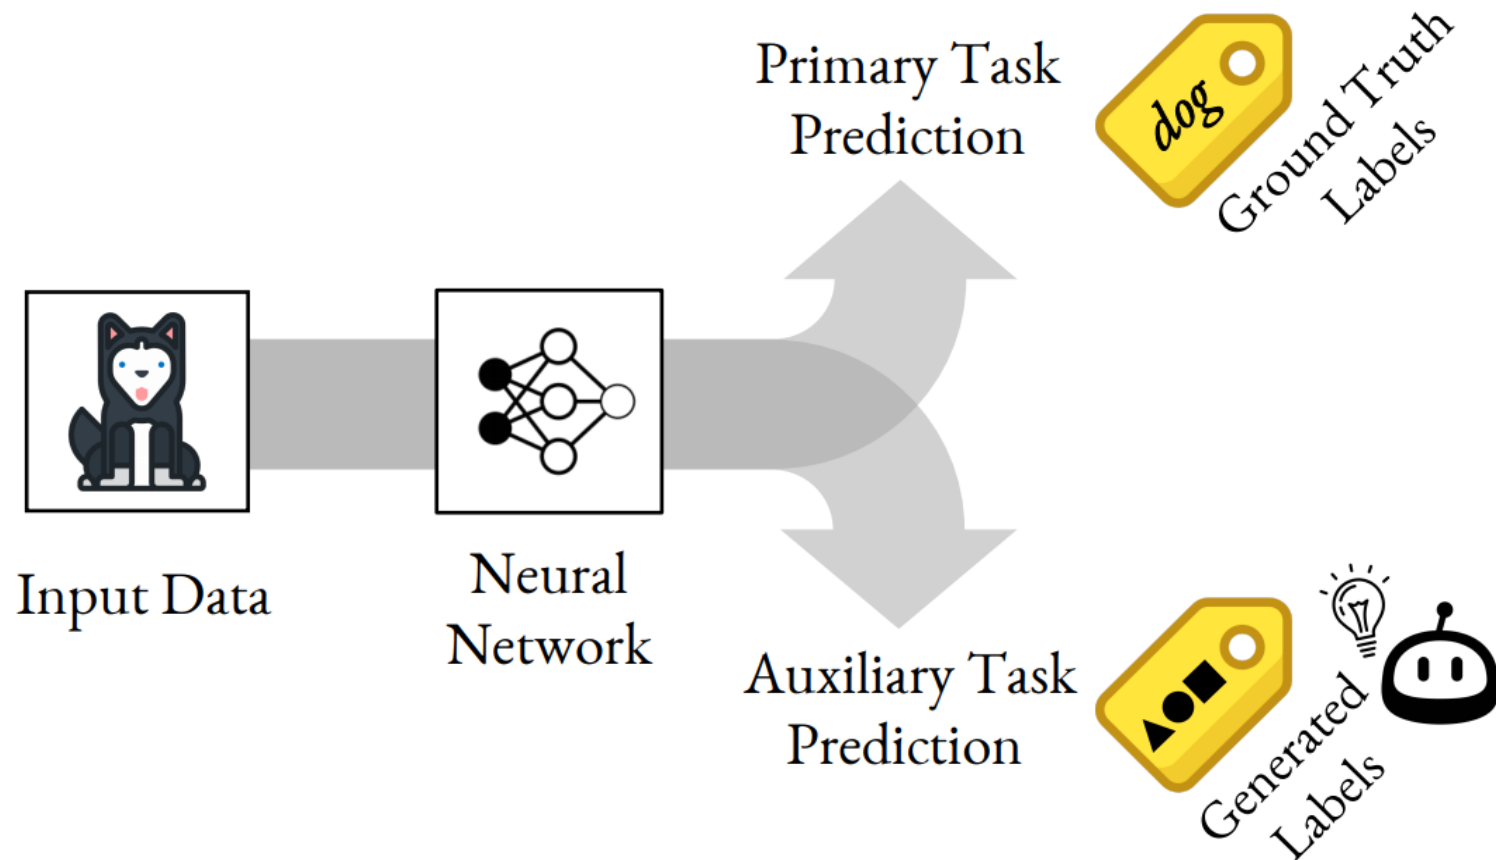 Primary Task
Prediction
dog
Ground Truth
Labels
Input Data
Neural
Network
Auxiliary Task
Prediction
Generated
Labels